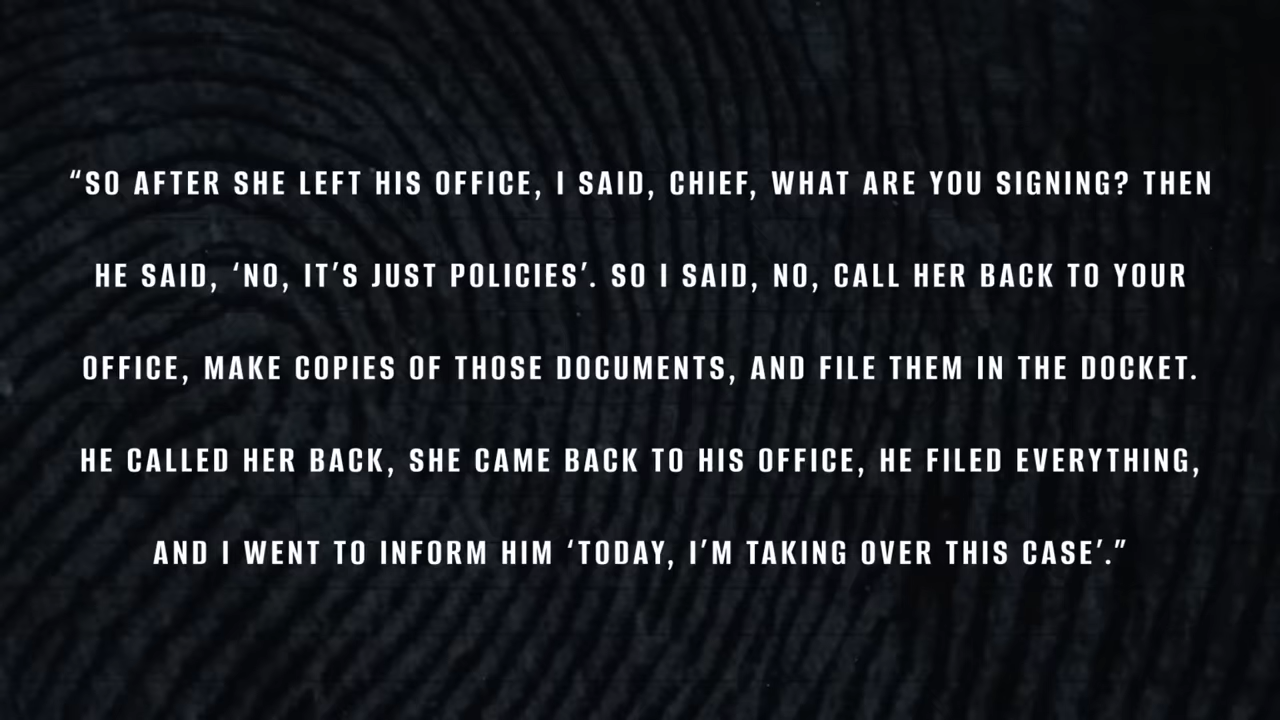 “SO AFTER SHE LEFT HIS OFFICE, I SAID, CHIEF, WHAT ARE YOU SIGNING? THEN
HE SAID, ‘NO, IT’S JUST POLICIES’. SO I SAID, NO, CALL HER BACK TO YOUR
OFFICE, MAKE COPIES OF THOSE DOCUMENTS, AND FILE THEM IN THE DOCKET.
HE CALLED HER BACK, SHE CAME BACK TO HIS OFFICE, HE FILED EVERYTHING,
AND I WENT TO INFORM HIM ‘TODAY, I’M TAKING OVER THIS CASE’.”